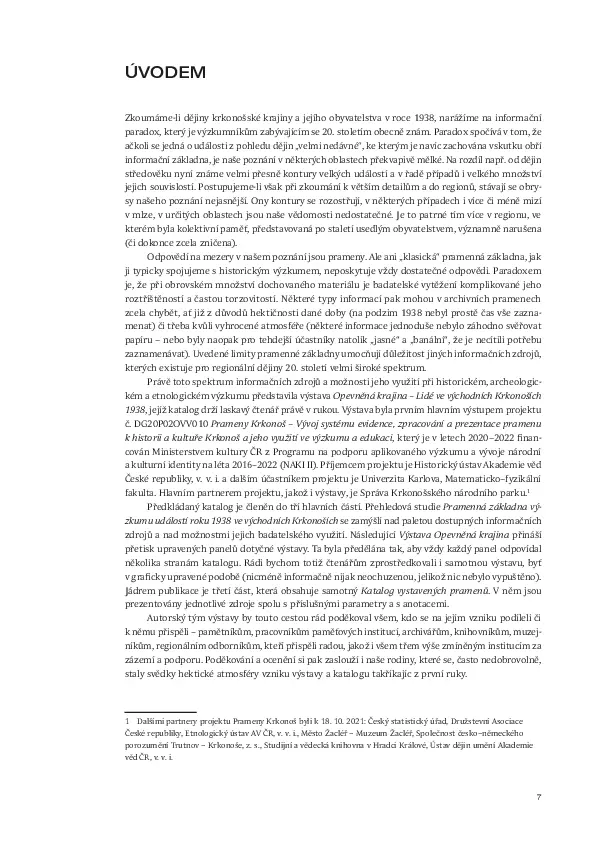 ÚVODEM
Zkoumáme-li dějiny krkonošské krajiny a jejího obyvatelstva v roce 1938, narážíme na informační
paradox, který je výzkumníkům zabývajícím se 20. stoletím obecně znám. Paradox spočívá v tom, že
ačkoli se jedná o události z pohledu dějin „velmi nedávné“, ke kterým je navíc zachována vskutku obří
informační základna, je naše poznání v některých oblastech překvapivě mělké. Na rozdíl např. od dějin
středověku nyní známe velmi přesně kontury velkých událostí a v řadě případů i velkého množství
jejich souvislostí. Postupujeme-li však při zkoumání k větším detailům a do regionů, stávají se obry-
sy našeho poznání nejasnější. Ony kontury se rozostřují, v některých případech i více či méně mizí
v mlze, v určitých oblastech jsou naše vědomosti nedostatečné. Je to patrné tím více v regionu, ve
kterém byla kolektivní paměť, představovaná po staletí usedlým obyvatelstvem, významně narušena
(či dokonce zcela zničena).
Odpovědí na mezery v našem poznání jsou prameny. Ale ani „klasická“ pramenná základna, jak
ji typicky spojujeme s historickým výzkumem, neposkytuje vždy dostatečné odpovědi. Paradoxem
je, že při obrovském množství dochovaného materiálu je badatelské vytěžení komplikované jeho
roztříštěností a častou torzovitostí. Některé typy informací pak mohou v archivních pramenech
zcela chybět, ať již z důvodů hektičnosti dané doby (na podzim 1938 nebyl prostě čas vše zazna-
menat) či třeba kvůli vyhrocené atmosféře (některé informace jednoduše nebylo záhodno svěřovat
papíru – nebo byly naopak pro tehdejší účastníky natolik „jasné“ a „banální“, že je necítili potřebu
zaznamenávat). Uvedené limity pramenné základny umocňují důležitost jiných informačních zdrojů,
kterých existuje pro regionální dějiny 20. století velmi široké spektrum.
Právě toto spektrum informačních zdrojů a možností jeho využití při historickém, archeologic-
kém a etnologickém výzkumu představila výstava Opevněná krajina – Lidé ve východních Krkonoších
1938, jejíž katalog drží laskavý čtenář právě v rukou. Výstava byla prvním hlavním výstupem projektu
č. DG20P02OVV010 Prameny Krkonoš – Vývoj systému evidence, zpracování a prezentace pramenů
k historii a kultuře Krkonoš a jeho využití ve výzkumu a edukaci, který je v letech 2020–2022 finan-
cován Ministerstvem kultury ČR z Programu na podporu aplikovaného výzkumu a vývoje národní
a kulturní identity na léta 2016–2022 (NAKI II). Příjemcem projektu je Historický ústav Akademie věd
České republiky, v. v. i. a dalším účastníkem projektu je Univerzita Karlova, Matematicko–fyzikální
fakulta. Hlavním partnerem projektu, jakož i výstavy, je Správa Krkonošského národního parku.¹
Předkládaný katalog je členěn do tří hlavních částí. Přehledová studie Pramenná základna vý-
zkumu událostí roku 1938 ve východních Krkonoších se zamýšlí nad paletou dostupných informačních
zdrojů a nad možnostmi jejich badatelského využití. Následující Výstava Opevněná krajina přináší
přetisk upravených panelů dotyčné výstavy. Ta byla předělána tak, aby vždy každý panel odpovídal
několika stranám katalogu. Rádi bychom totiž čtenářům zprostředkovali i samotnou výstavu, byť
v graficky upravené podobě (nicméně informačně nijak neochuzenou, jelikož nic nebylo vypuštěno).
Jádrem publikace je třetí část, která obsahuje samotný Katalog vystavených pramenů. V něm jsou
prezentovány jednotlivé zdroje spolu s příslušnými parametry a s anotacemi.
Autorský tým výstavy by touto cestou rád poděkoval všem, kdo se na jejím vzniku podíleli či
k němu přispěli – pamětníkům, pracovníkům paměťových institucí, archivářům, knihovníkům, muzej-
níkům, regionálním odborníkům, kteří přispěli radou, jakož i všem třem výše zmíněným institucím za
zázemí a podporu. Poděkování a ocenění si pak zaslouží i naše rodiny, které se, často nedobrovolně,
staly svědky hektické atmosféry vzniku výstavy a katalogu takříkajíc z první ruky.
1 Dalšími partnery projektu Prameny Krkonoš byli k 18. 10. 2021: Český statistický úřad, Družstevní Asociace
České republiky, Etnologický ústav AV ČR, v. v. i., Město Žacléř – Muzeum Žacléř, Společnost česko–německého
porozumění Trutnov – Krkonoše, z. s., Studijní a vědecká knihovna v Hradci Králové, Ústav dějin umění Akademie
věd ČR, v. v. i.
7